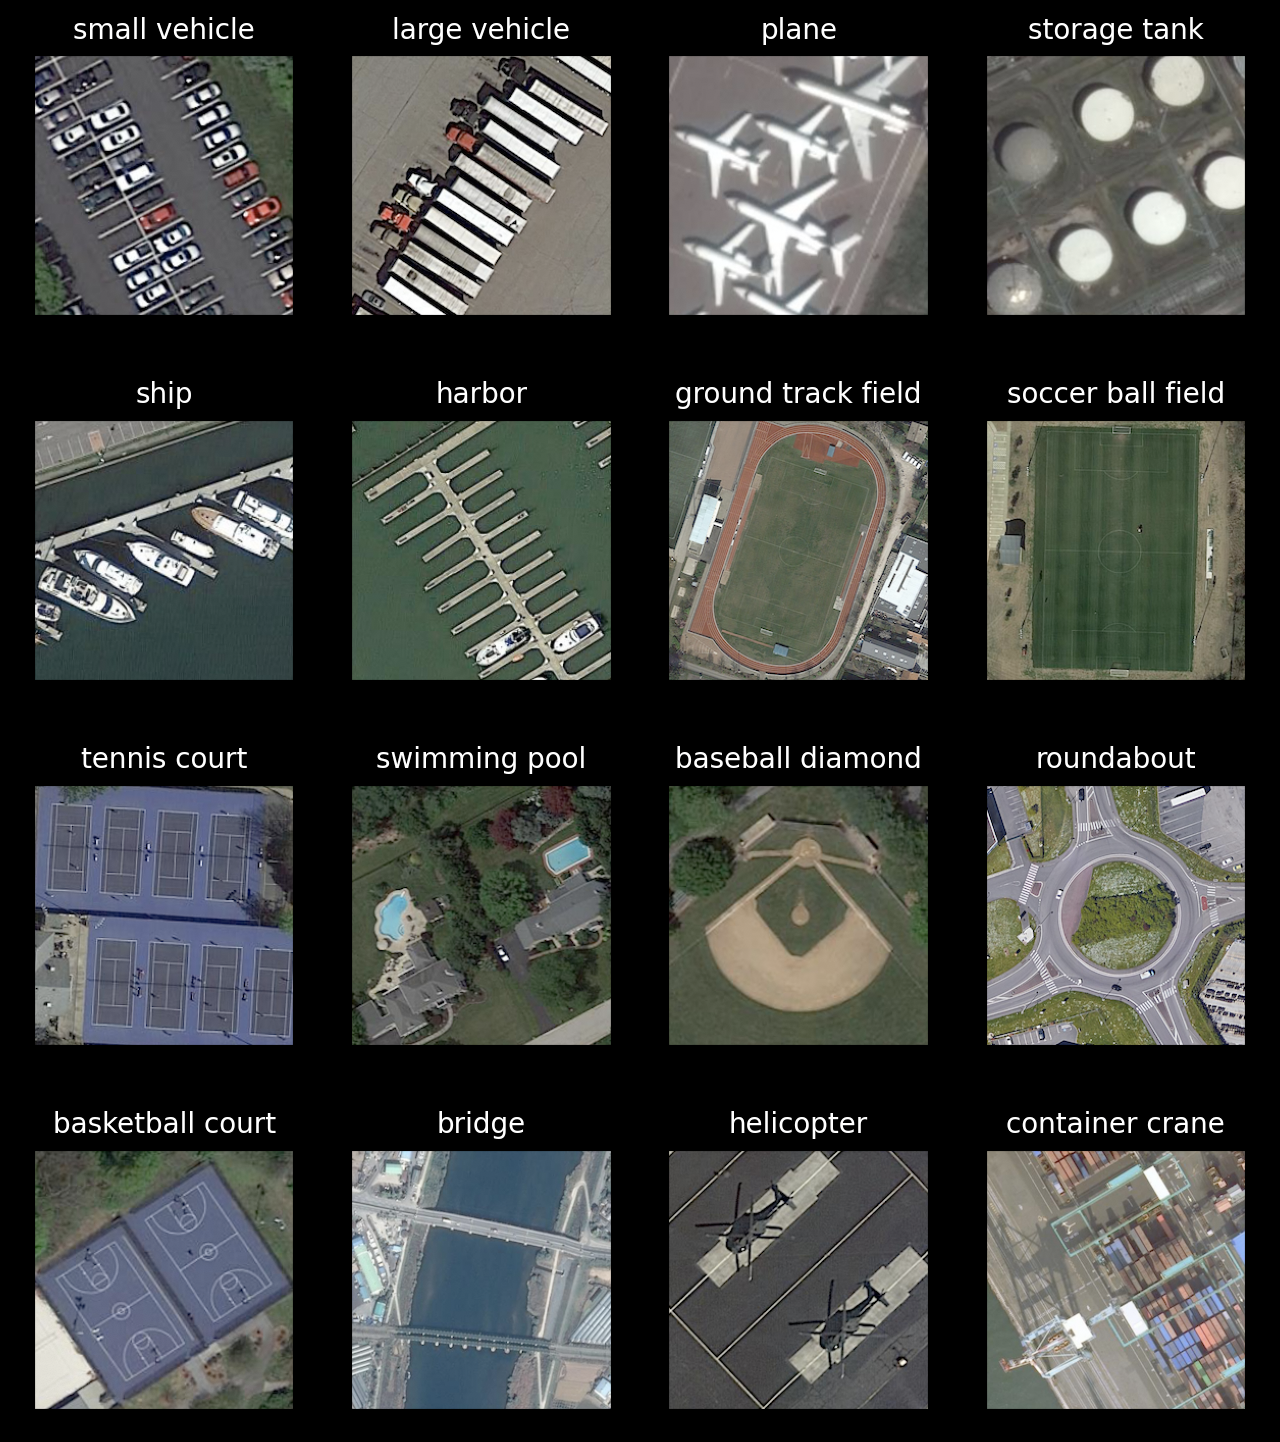 small vehicle
large vehicle
plane
storage tank
ship
harbor
ground track field
soccer ball field
tennis court
swimming pool
baseball diamond
roundabout
basketball court
bridge
helicopter
container crane